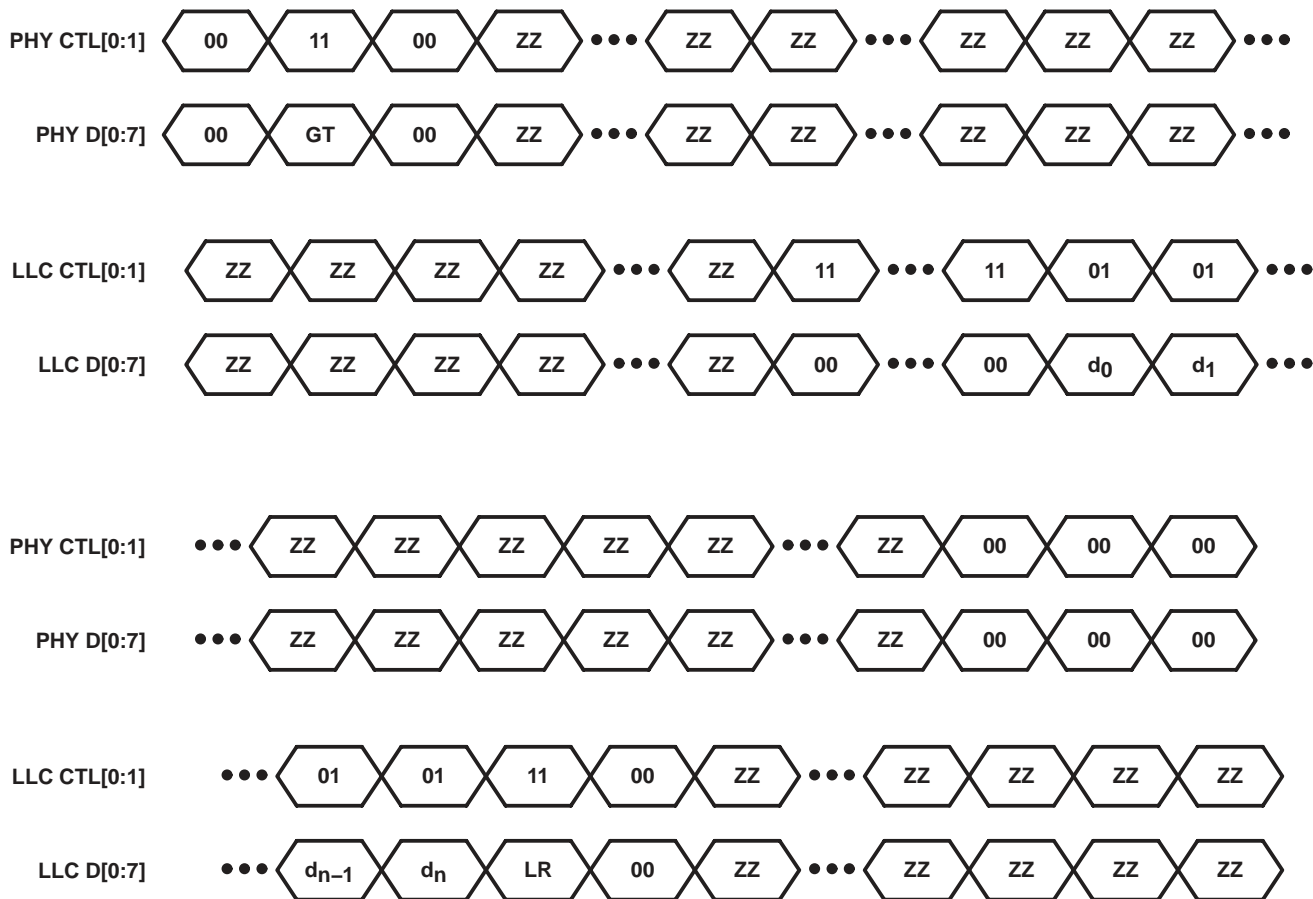 PHY CTL[0:1] 00 11 00 ZZ ••• ZZ ZZ ••• ZZ ZZ ZZ •••
PHY D[0:7] 00 GT 00 ZZ ••• ZZ ZZ ••• ZZ ZZ ZZ •••
LLC CTL[0:1] ZZ ZZ ZZ ZZ ••• ZZ 11 ••• 11 01 01 •••
LLC D[0:7] ZZ ZZ ZZ ZZ ••• ZZ 00 ••• 00 d0 d1 •••
PHY CTL[0:1] ••• ZZ ZZ ZZ ZZ ZZ ••• ZZ 00 00 00
PHY D[0:7] ••• ZZ ZZ ZZ ZZ ZZ ••• ZZ 00 00 00
LLC CTL[0:1] ••• 01 01 11 00 ZZ ••• ZZ ZZ ZZ ZZ
LLC D[0:7] ••• dn–1 dn LR 00 ZZ ••• ZZ ZZ ZZ ZZ